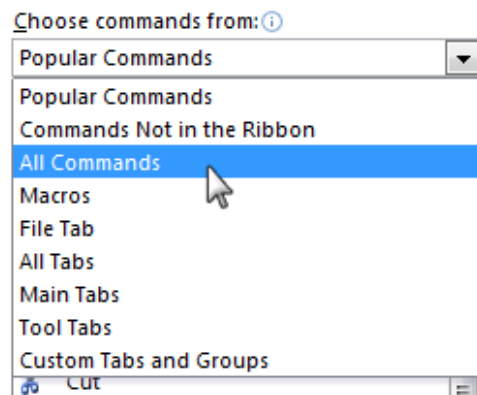 Choose commands from:
Popular Commands
Popular Commands
Commands Not in the Ribbon
All Commands
Macros
File Tab
All Tabs
Main Tabs
Tool Tabs
Custom Tabs and Groups
Cut